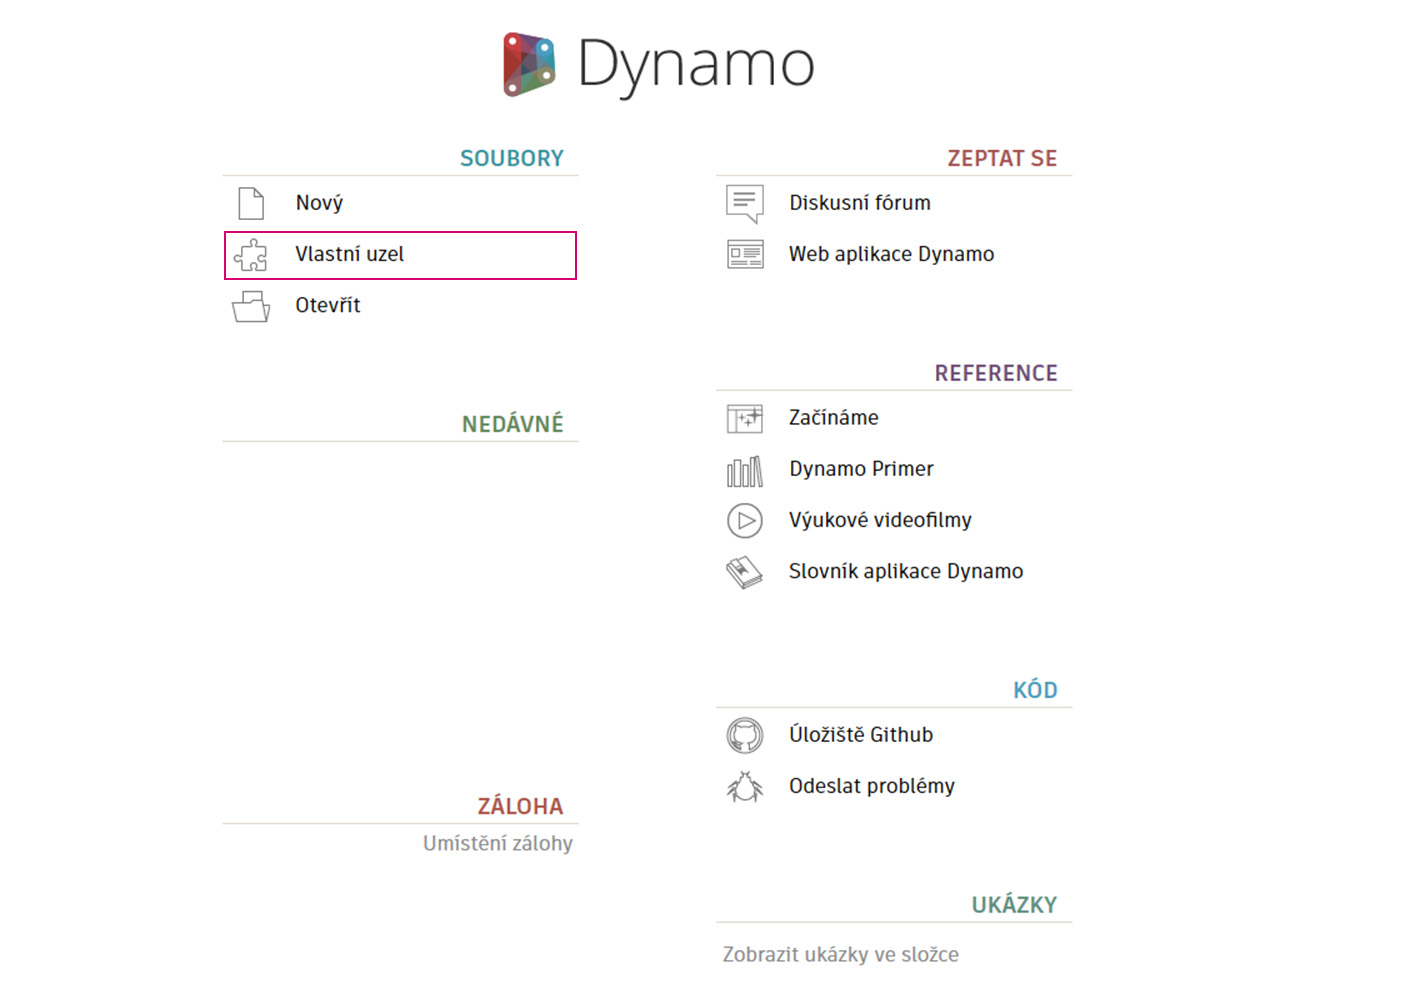 Dynamo
SOUBORY
Nový
Vlastní uzel
Otevřít
NEDÁVNÉ
ZÁLOHA
Umístění zálohy
ZEPTAT SE
Diskusní fórum
Web aplikace Dynamo
REFERENCE
Začínáme
Dynamo Primer
Výukové videofilmy
Slovník aplikace Dynamo
KÓD
Úložiště Github
Odeslat problémy
UKÁZKY
Zobrazit ukázky ve složce